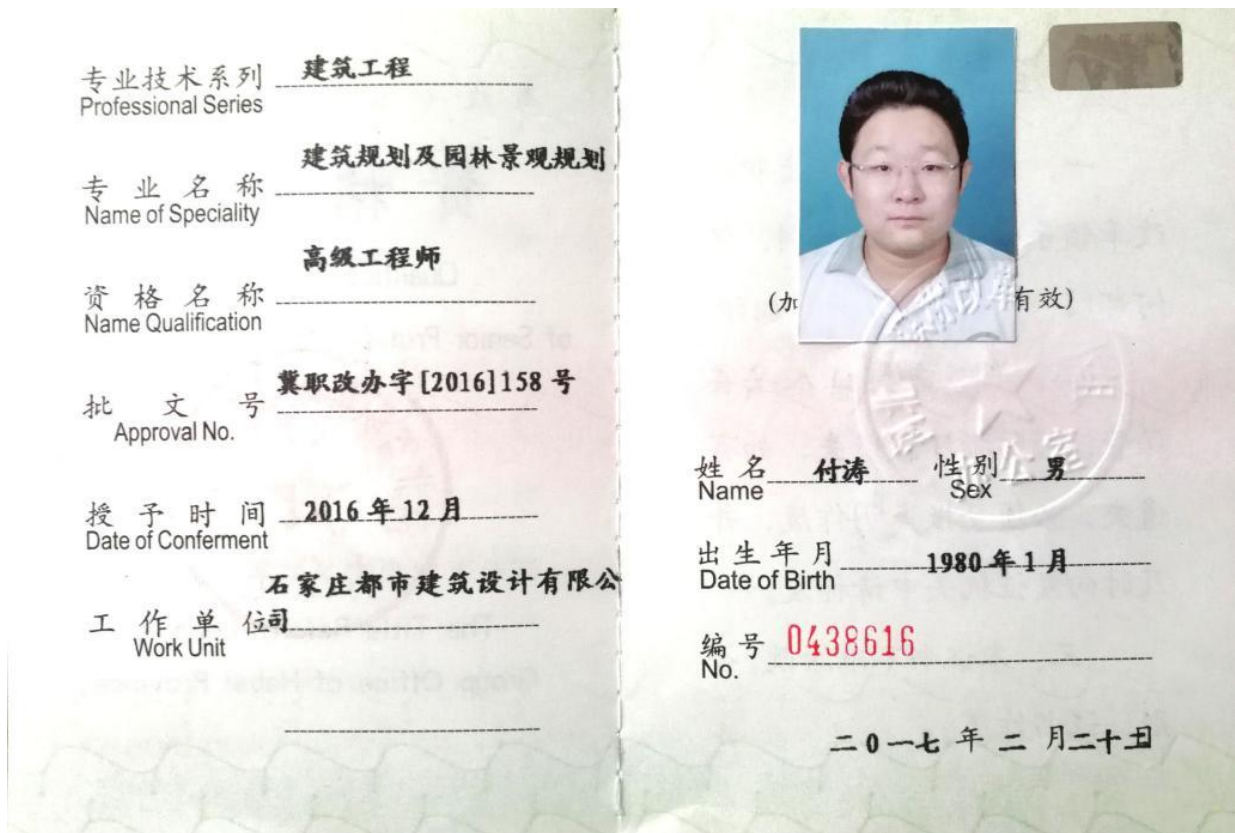 专业技术系列 建筑工程
Professional Series
建筑规划及园林景观规划
专业名称
Name of Speciality
高级工程师
资格名称
Name Qualification
冀职改办字[2016]158号
批文号
Approval No.
授予时间 2016年12月
Date of Conferment
石家庄都市建筑设计有限公
工作单位 司
Work Unit
(加 有效)
姓名 付涛 性别 男
Name Sex
出生年月 1980年1月
Date of Birth
编号 0438616
No.
二0一七年二月二十